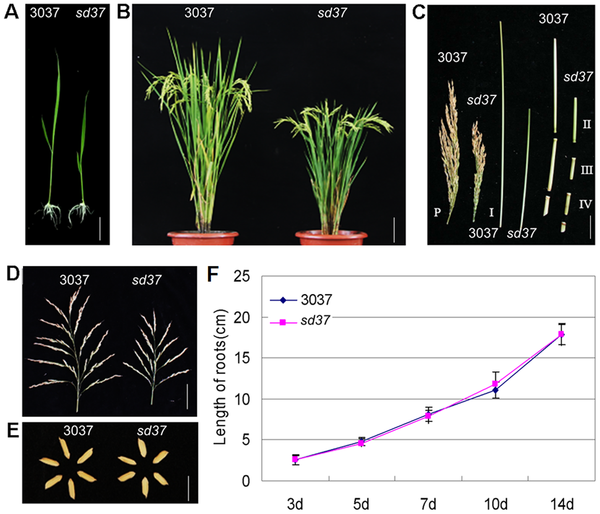 A
3037 sd37
B
3037 sd37
C
3037
3037
sd37
sd37
II
III
IV
P
I
3037
sd37
D
3037 sd37
E
3037 sd37
F
3037
sd37
Length of roots(cm)
25
20
15
10
5
0
3d 5d 7d 10d 14d